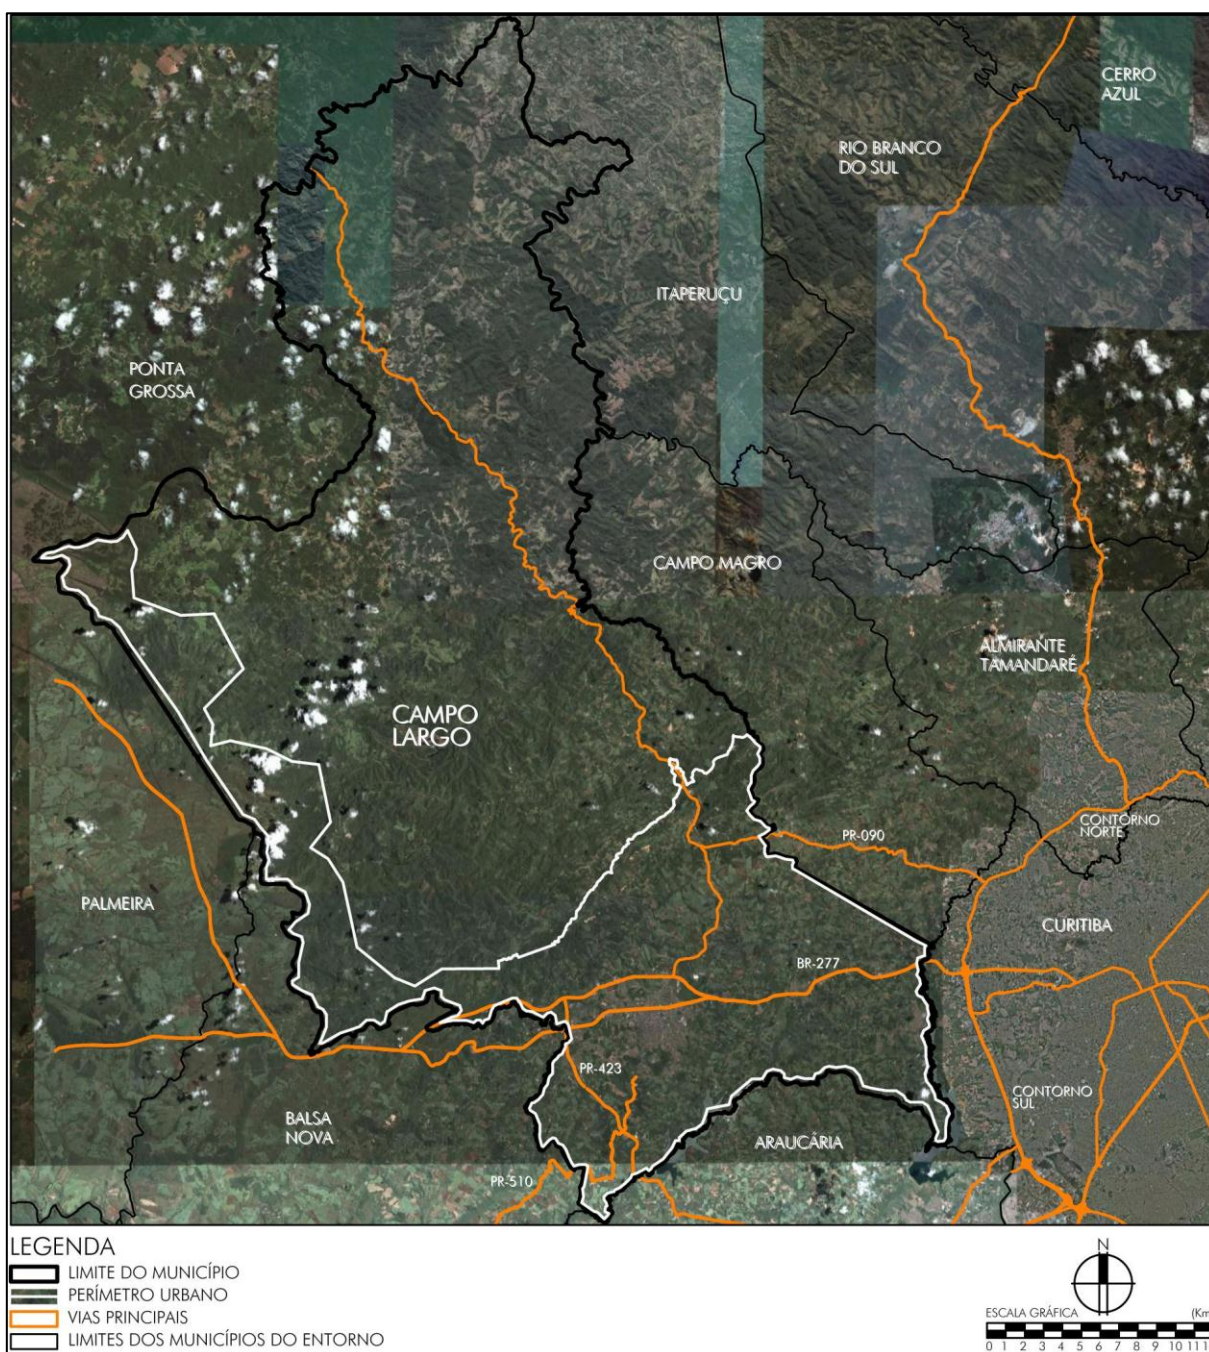 CERRO
AZUL
RIO BRANCO
DO SUL
ITAPERUÇU
PONTA
GROSSA
CAMPO MAGRO
ALMIRANTE
TAMANDARÉ
CAMPO
LARGO
CONTORNO
NORTE
PR-090
PALMEIRA
CURITIBA
BR-277
PR-423
CONTORNO
SUL
BALSA
NOVA
ARAUCÁRIA
PR-510
LEGENDA
LIMITE DO MUNICÍPIO
PERÍMETRO URBANO
VIAS PRINCIPAIS
LIMITES DOS MUNICÍPIOS DO ENTORNO
N
ESCALA GRÁFICA (Km
0 1 2 3 4 5 6 7 8 9 10 11 1